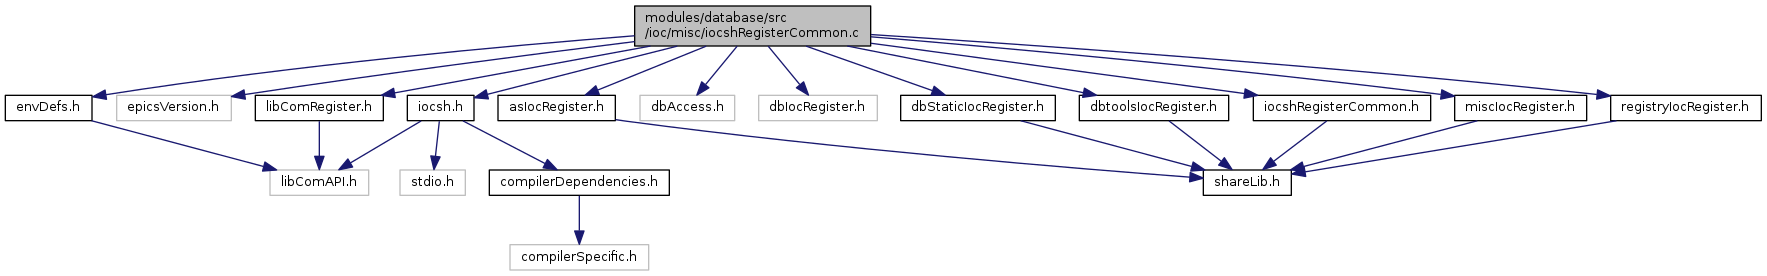 modules/database/src
/ioc/misc/iocshRegisterCommon.c
envDefs.h
epicsVersion.h
libComRegister.h
iocsh.h
asIocRegister.h
dbAccess.h
dbIocRegister.h
dbStaticIocRegister.h
dbtoolsIocRegister.h
iocshRegisterCommon.h
miscIocRegister.h
registryIocRegister.h
libComAPI.h
stdio.h
compilerDependencies.h
shareLib.h
compilerSpecific.h